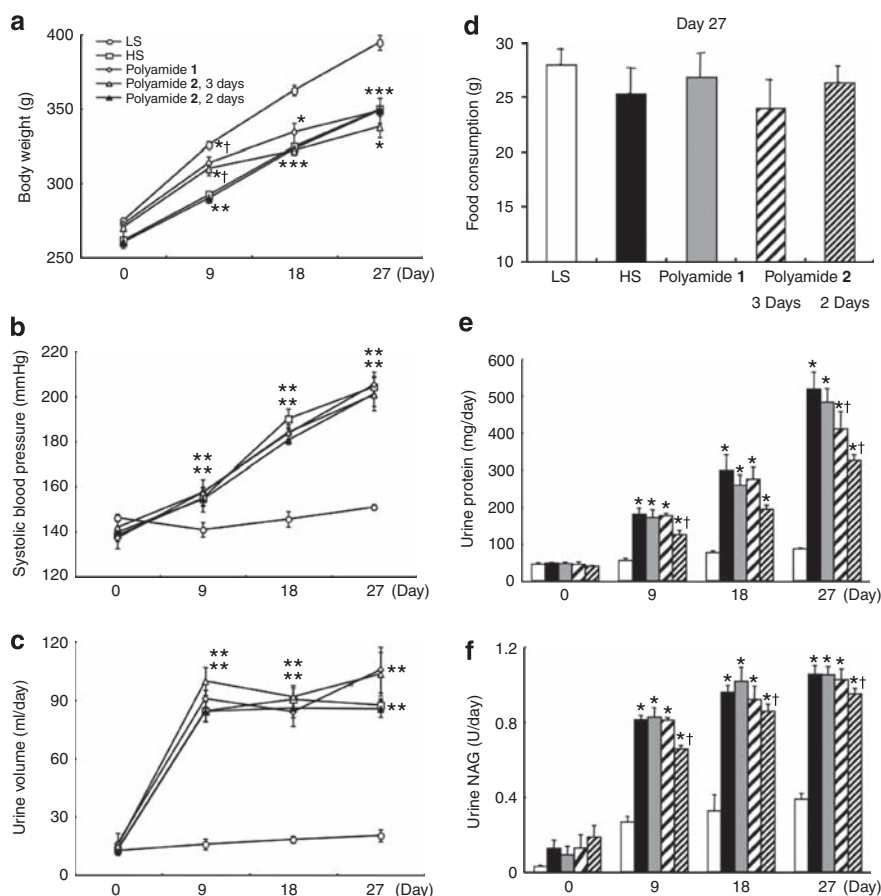 a
400
350
300
250
Body weight (g)
LS
HS
Polyamide 1
Polyamide 2, 3 days
Polyamide 2, 2 days
*†
*†
**
*
***
***
*
0 9 18 27 (Day)
b
220
200
180
160
140
120
Systolic blood pressure (mmHg)
**
**
**
**
**
**
0 9 18 27 (Day)
c
120
90
60
30
0
Urine volume (ml/day)
**
**
**
**
**
**
0 9 18 27 (Day)
d
Day 27
30
25
20
15
10
Food consumption (g)
LS HS Polyamide 1 Polyamide 2
3 Days 2 Days
e
600
500
400
300
200
100
0
Urine protein (mg/day)
* * * *†
* * * *
* * *† *†
0 9 18 27 (Day)
f
1.2
0.8
0.4
0
Urine NAG (U/day)
* * * *†
* * * *†
* * * *†
0 9 18 27 (Day)